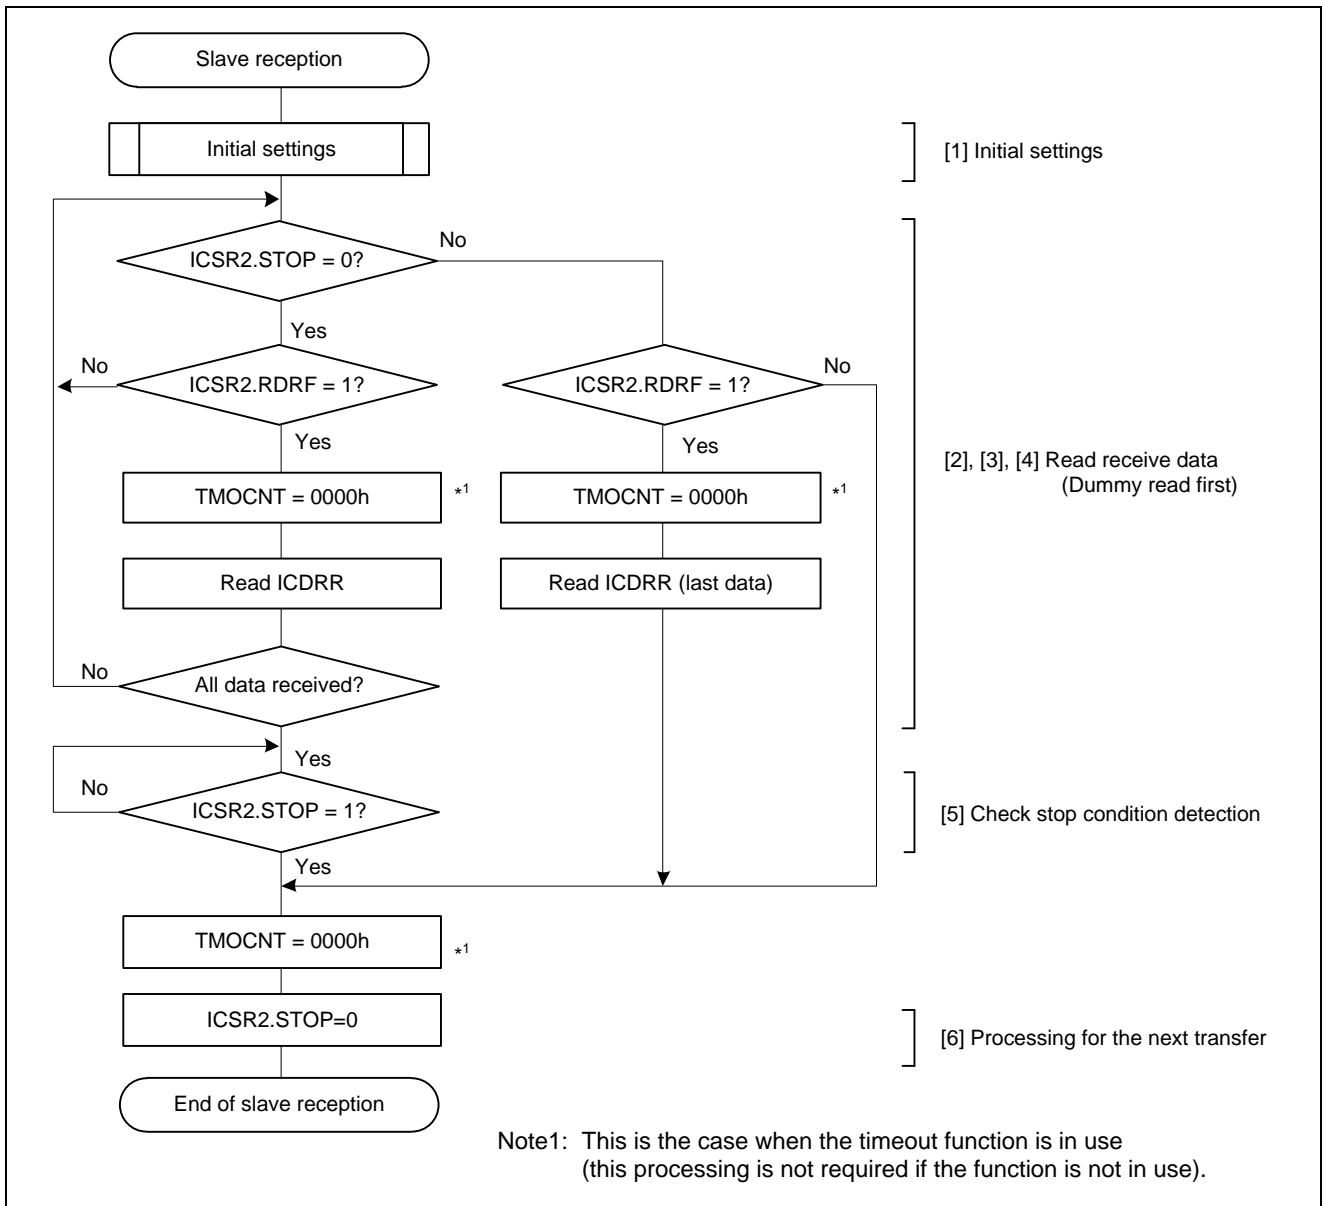 Slave reception
Initial settings
[1] Initial settings
ICSR2.STOP = 0?
No
Yes
No
ICSR2.RDRF = 1?
ICSR2.RDRF = 1?
No
Yes
Yes
[2], [3], [4] Read receive data
(Dummy read first)
TMOCNT = 0000h
*1
TMOCNT = 0000h
*1
Read ICDRR
Read ICDRR (last data)
No
All data received?
Yes
No
ICSR2.STOP = 1?
[5] Check stop condition detection
Yes
TMOCNT = 0000h
*1
ICSR2.STOP=0
[6] Processing for the next transfer
End of slave reception
Note1: This is the case when the timeout function is in use
(this processing is not required if the function is not in use).